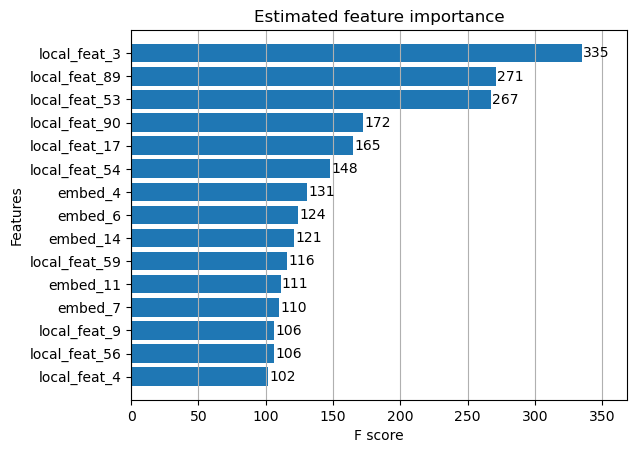 Estimated feature importance
Features
local_feat_3 335
local_feat_89 271
local_feat_53 267
local_feat_90 172
local_feat_17 165
local_feat_54 148
embed_4 131
embed_6 124
embed_14 121
local_feat_59 116
embed_11 111
embed_7 110
local_feat_9 106
local_feat_56 106
local_feat_4 102
0 50 100 150 200 250 300 350
F score